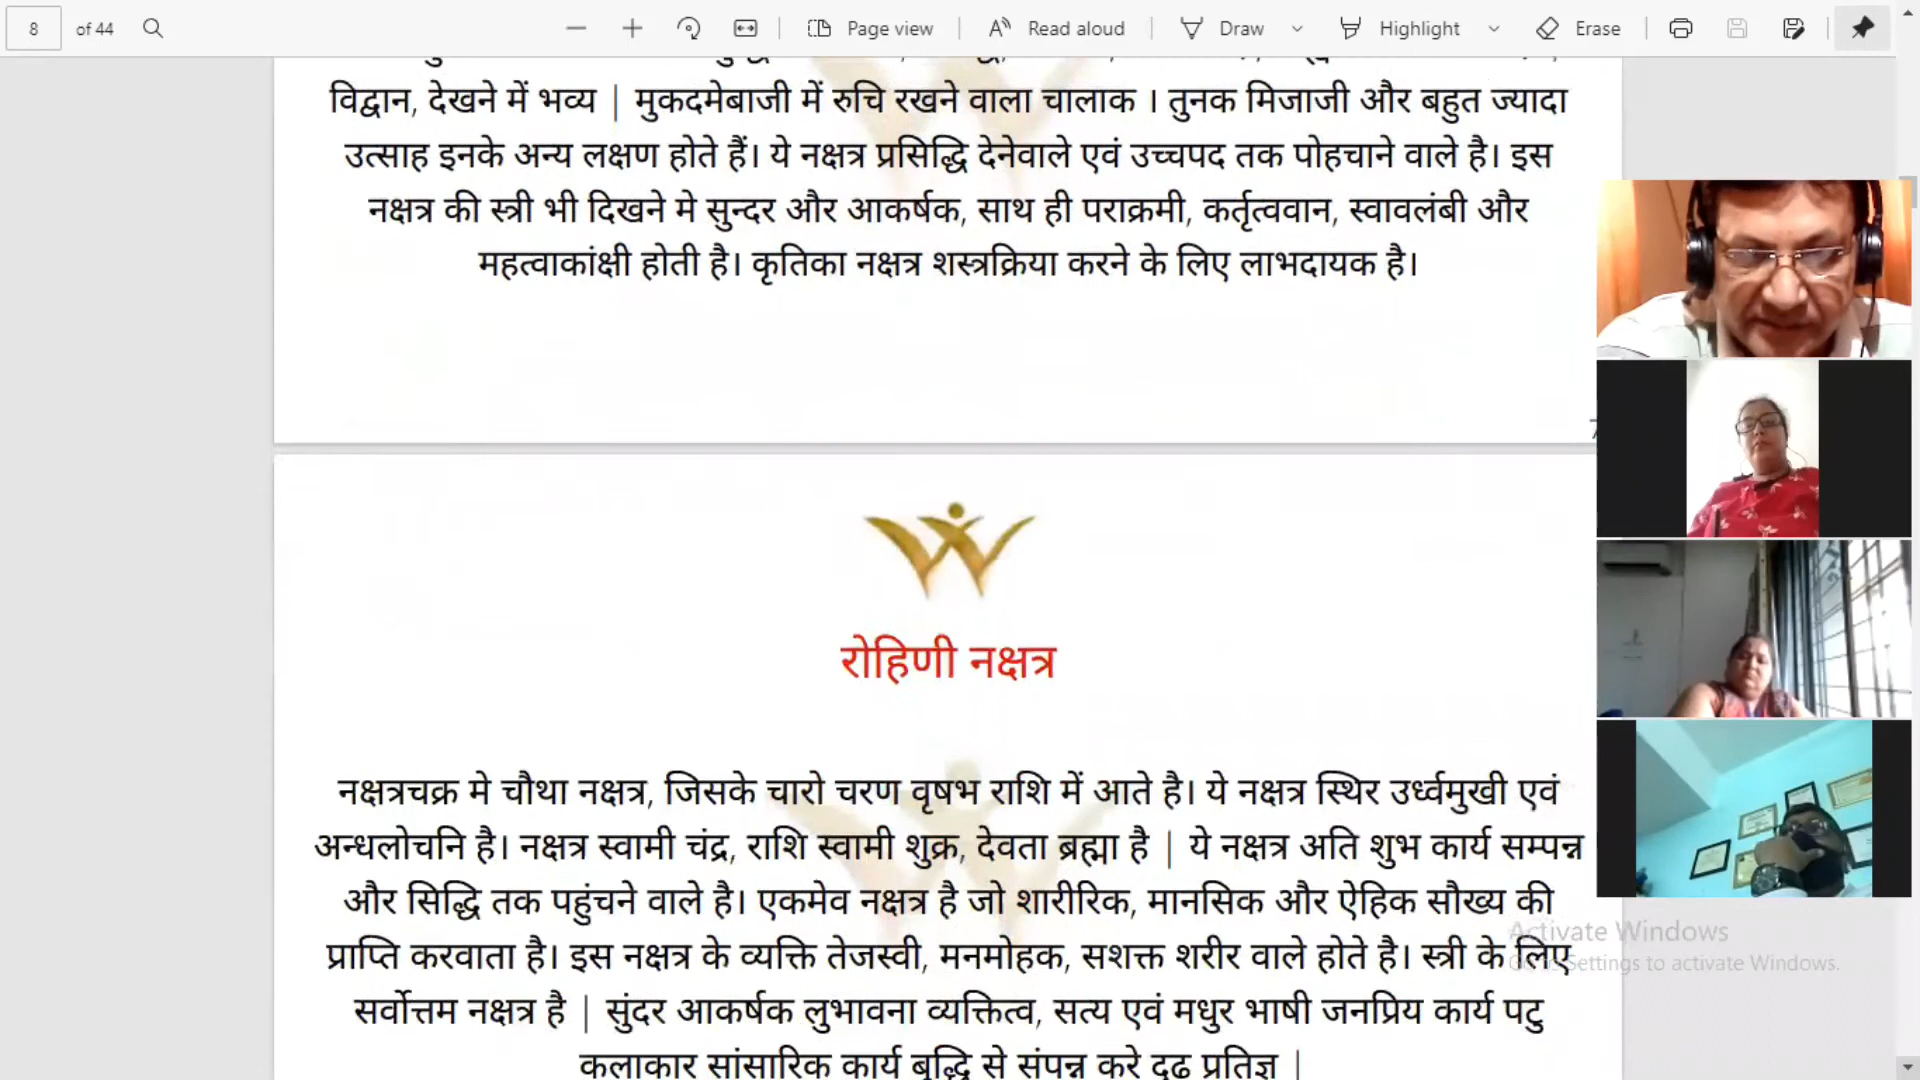 8 of 44 Page view Read aloud Draw Highlight Erase
विद्वान, देखने में भव्य | मुकदमेबाजी में रुचि रखने वाला चालाक । तुनक मिजाजी और बहुत ज्यादा
उत्साह इनके अन्य लक्षण होते हैं। ये नक्षत्र प्रसिद्धि देनेवाले एवं उच्चपद तक पोहचाने वाले है। इस
नक्षत्र की स्त्री भी दिखने मे सुन्दर और आकर्षक, साथ ही पराक्रमी, कर्तृत्ववान, स्वावलंबी और
महत्वाकांक्षी होती है। कृतिका नक्षत्र शस्त्रक्रिया करने के लिए लाभदायक है।
रोहिणी नक्षत्र
नक्षत्रचक्र मे चौथा नक्षत्र, जिसके चारो चरण वृषभ राशि में आते है। ये नक्षत्र स्थिर उर्ध्वमुखी एवं
अन्धलोचनि है। नक्षत्र स्वामी चंद्र, राशि स्वामी शुक्र, देवता ब्रह्मा है | ये नक्षत्र अति शुभ कार्य सम्पन्न
और सिद्धि तक पहुंचने वाले है। एकमेव नक्षत्र है जो शारीरिक, मानसिक और ऐहिक सौख्य की
प्राप्ति करवाता है। इस नक्षत्र के व्यक्ति तेजस्वी, मनमोहक, सशक्त शरीर वाले होते है। स्त्री के लिए
सर्वोत्तम नक्षत्र है | सुंदर आकर्षक लुभावना व्यक्तित्व, सत्य एवं मधुर भाषी जनप्रिय कार्य पटु
कलाकार सांसारिक कार्य बुद्धि से संपन्न करे दृढ प्रतिज्ञ |
Activate Windows
Go to Settings to activate Windows.